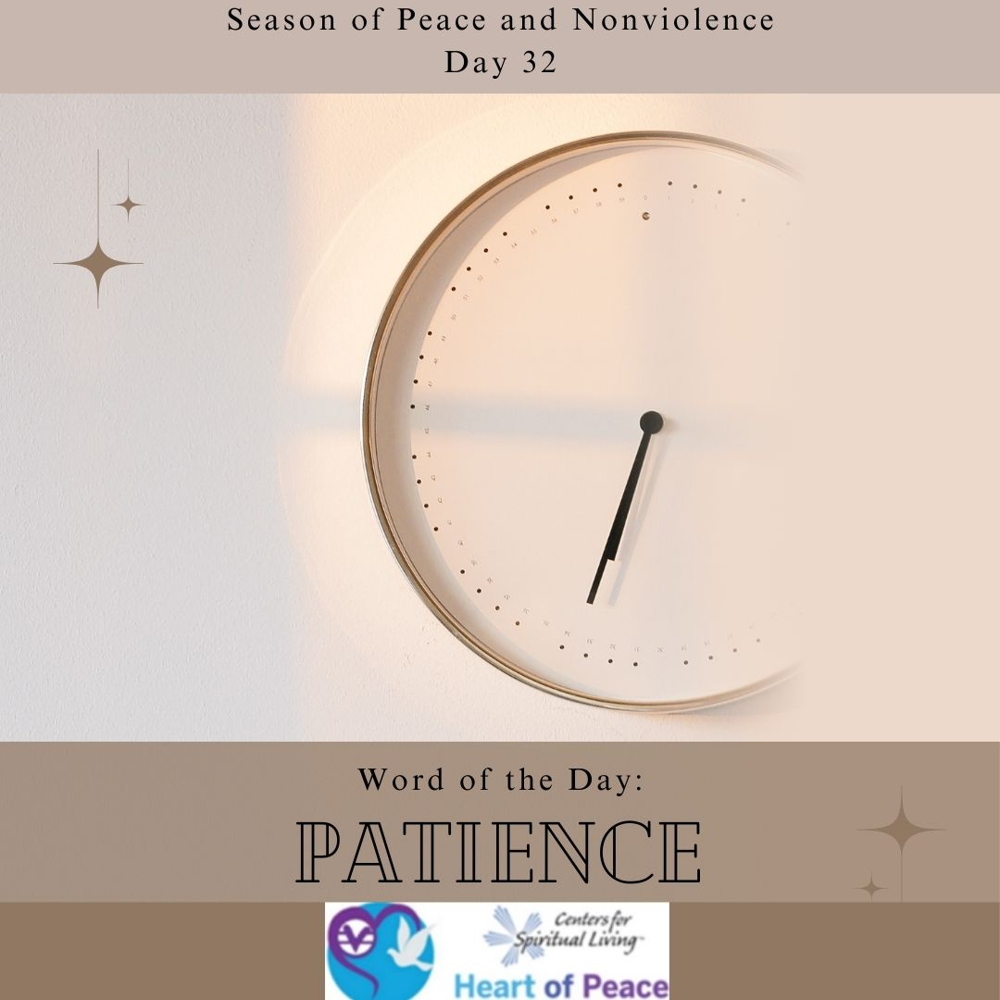 Season of Peace and Nonviolence
Day 32
Word of the Day:
PATIENCE
Centers for
Spiritual Living
Heart of Peace